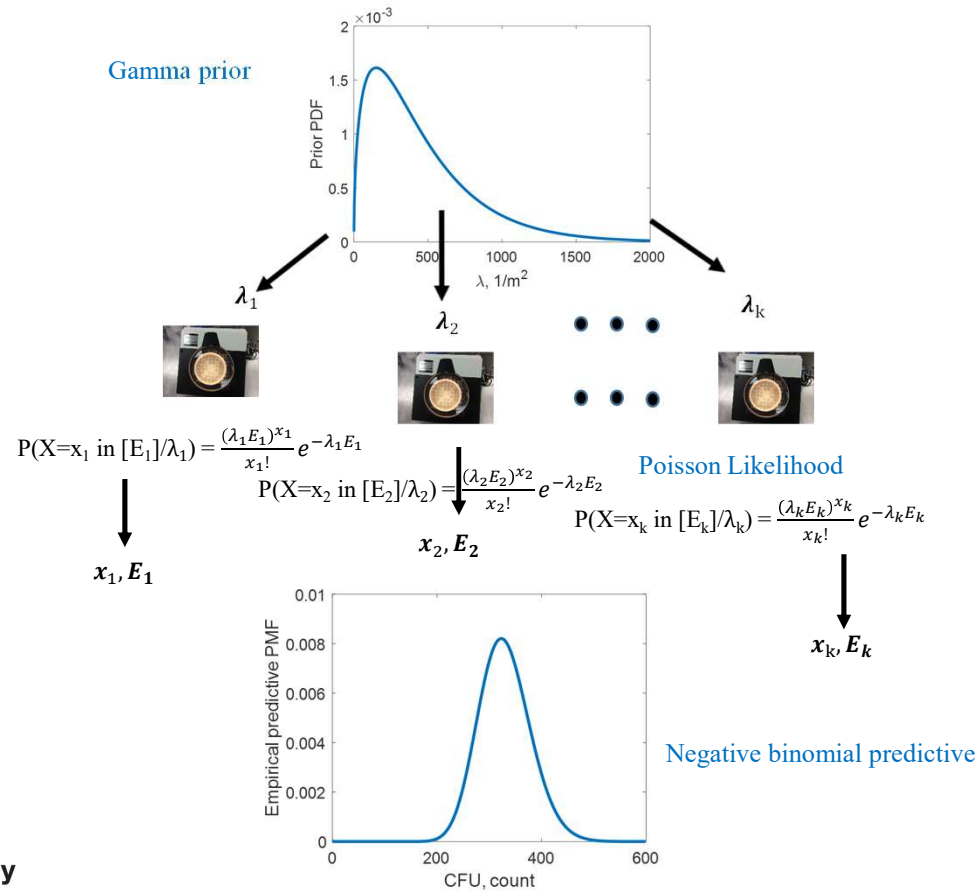 Gamma prior
×10⁻³
2
1.5
1
0.5
0
Prior PDF
0 500 1000 1500 2000
λ, 1/m²
λ₁
λ₂
λₖ
P(X=x₁ in [E₁]/λ₁) = (λ₁E₁)^x₁ / x₁! e^−λ₁E₁
P(X=x₂ in [E₂]/λ₂) = (λ₂E₂)^x₂ / x₂! e^−λ₂E₂
Poisson Likelihood
P(X=xₖ in [Eₖ]/λₖ) = (λₖEₖ)^xₖ / xₖ! e^−λₖEₖ
x₁, E₁
x₂, E₂
xₖ, Eₖ
0.01
0.008
0.006
0.004
0.002
0
Empirical predictive PMF
0 200 400 600
CFU, count
Negative binomial predictive
y